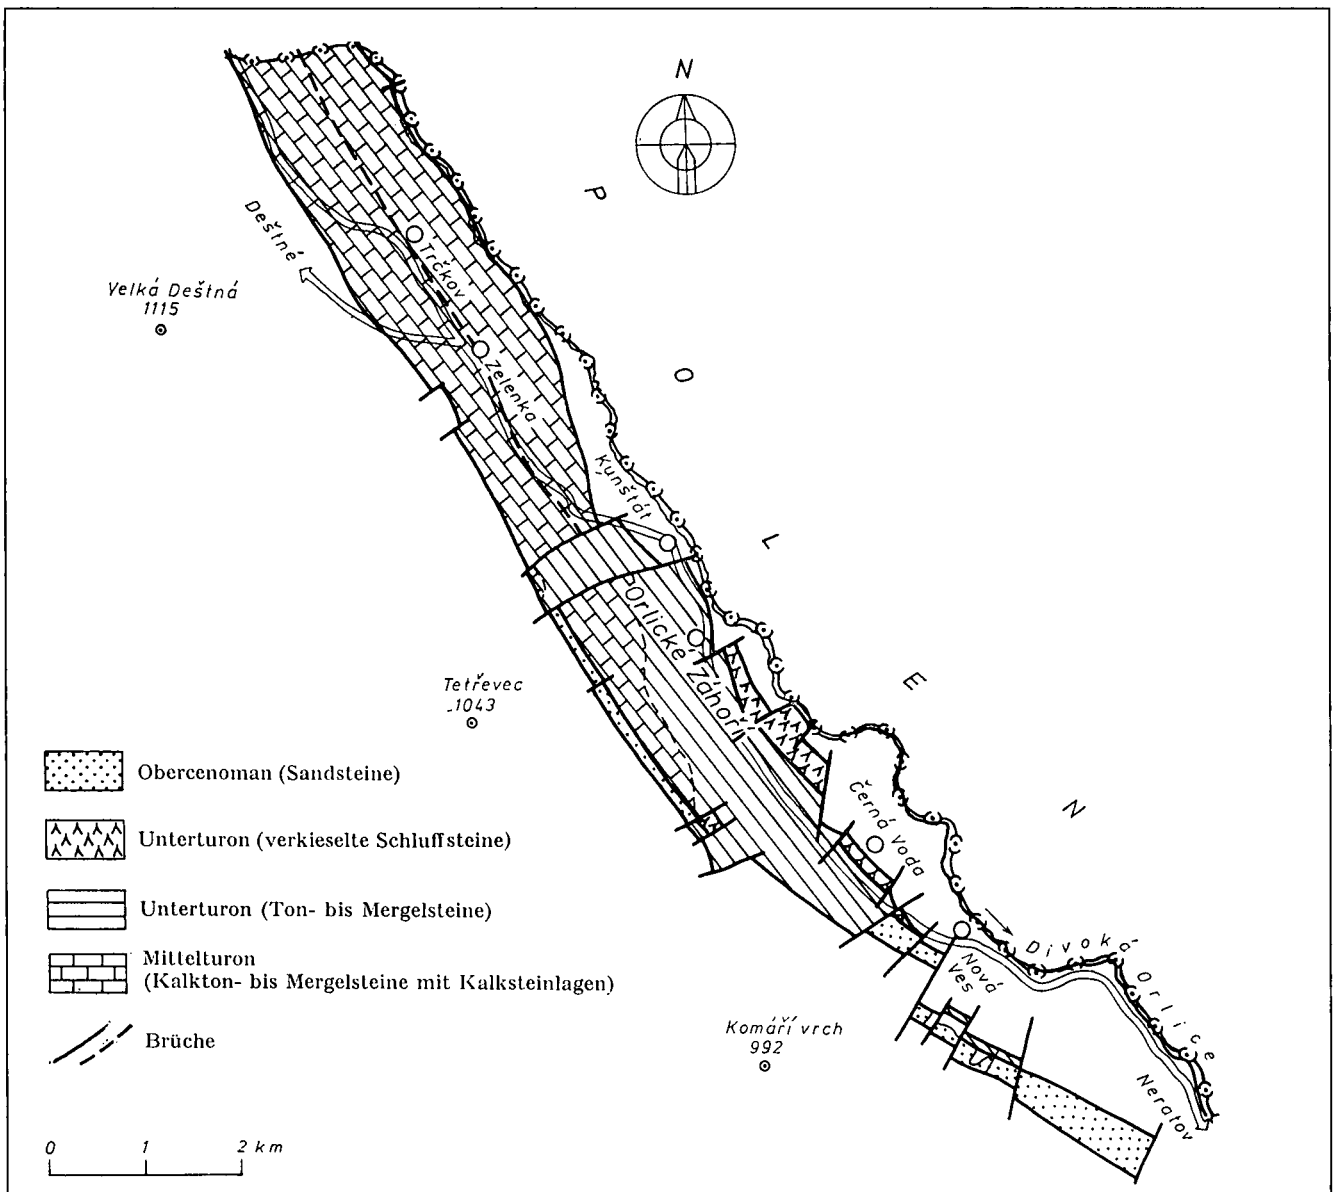 N
P O L E N
Deštné
Velká Deštná
1115
Trčkov
Zelenka
Kunštát
Orlické Záhoří
Tetřevec
1043
Černá Voda
Divoká Orlice
Nová
Ves
Komáří vrch
992
Neratov
Obercenoman (Sandsteine)
Unterturon (verkieselte Schluffsteine)
Unterturon (Ton- bis Mergelsteine)
Mittelturon
(Kalkton- bis Mergelsteine mit Kalksteinlagen)
Brüche
0 1 2 km